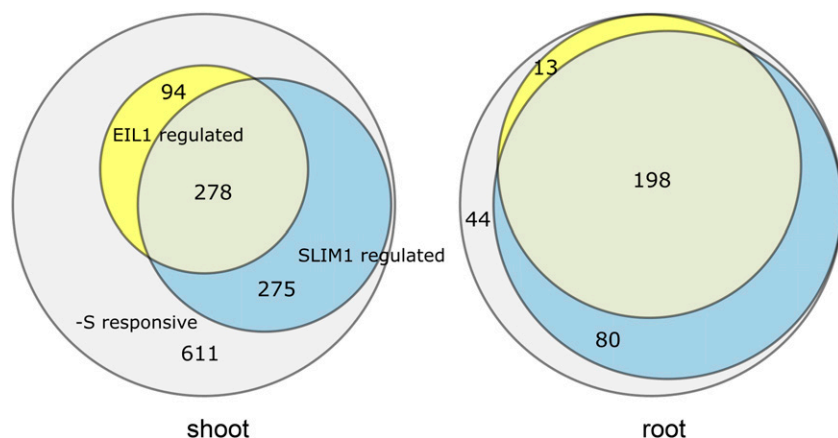 94
EIL1 regulated
278
SLIM1 regulated
275
-S responsive
611
shoot
13
198
44
80
root